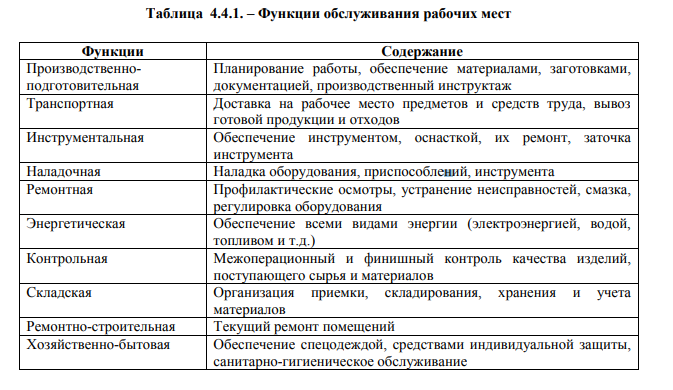 Таблица 4.4.1. – Функции обслуживания рабочих мест
Функции Содержание
Производственно- Планирование работы, обеспечение материалами, заготовками,
подготовительная документацией, производственный инструктаж
Транспортная Доставка на рабочее место предметов и средств труда, вывоз
готовой продукции и отходов
Инструментальная Обеспечение инструментом, оснасткой, их ремонт, заточка
инструмента
Наладочная Наладка оборудования, приспособлений, инструмента
Ремонтная Профилактические осмотры, устранение неисправностей, смазка,
регулировка оборудования
Энергетическая Обеспечение всеми видами энергии (электроэнергией, водой,
топливом и т.д.)
Контрольная Межоперационный и финишный контроль качества изделий,
поступающего сырья и материалов
Складская Организация приемки, складирования, хранения и учета
материалов
Ремонтно-строительная Текущий ремонт помещений
Хозяйственно-бытовая Обеспечение спецодеждой, средствами индивидуальной защиты,
санитарно-гигиеническое обслуживание